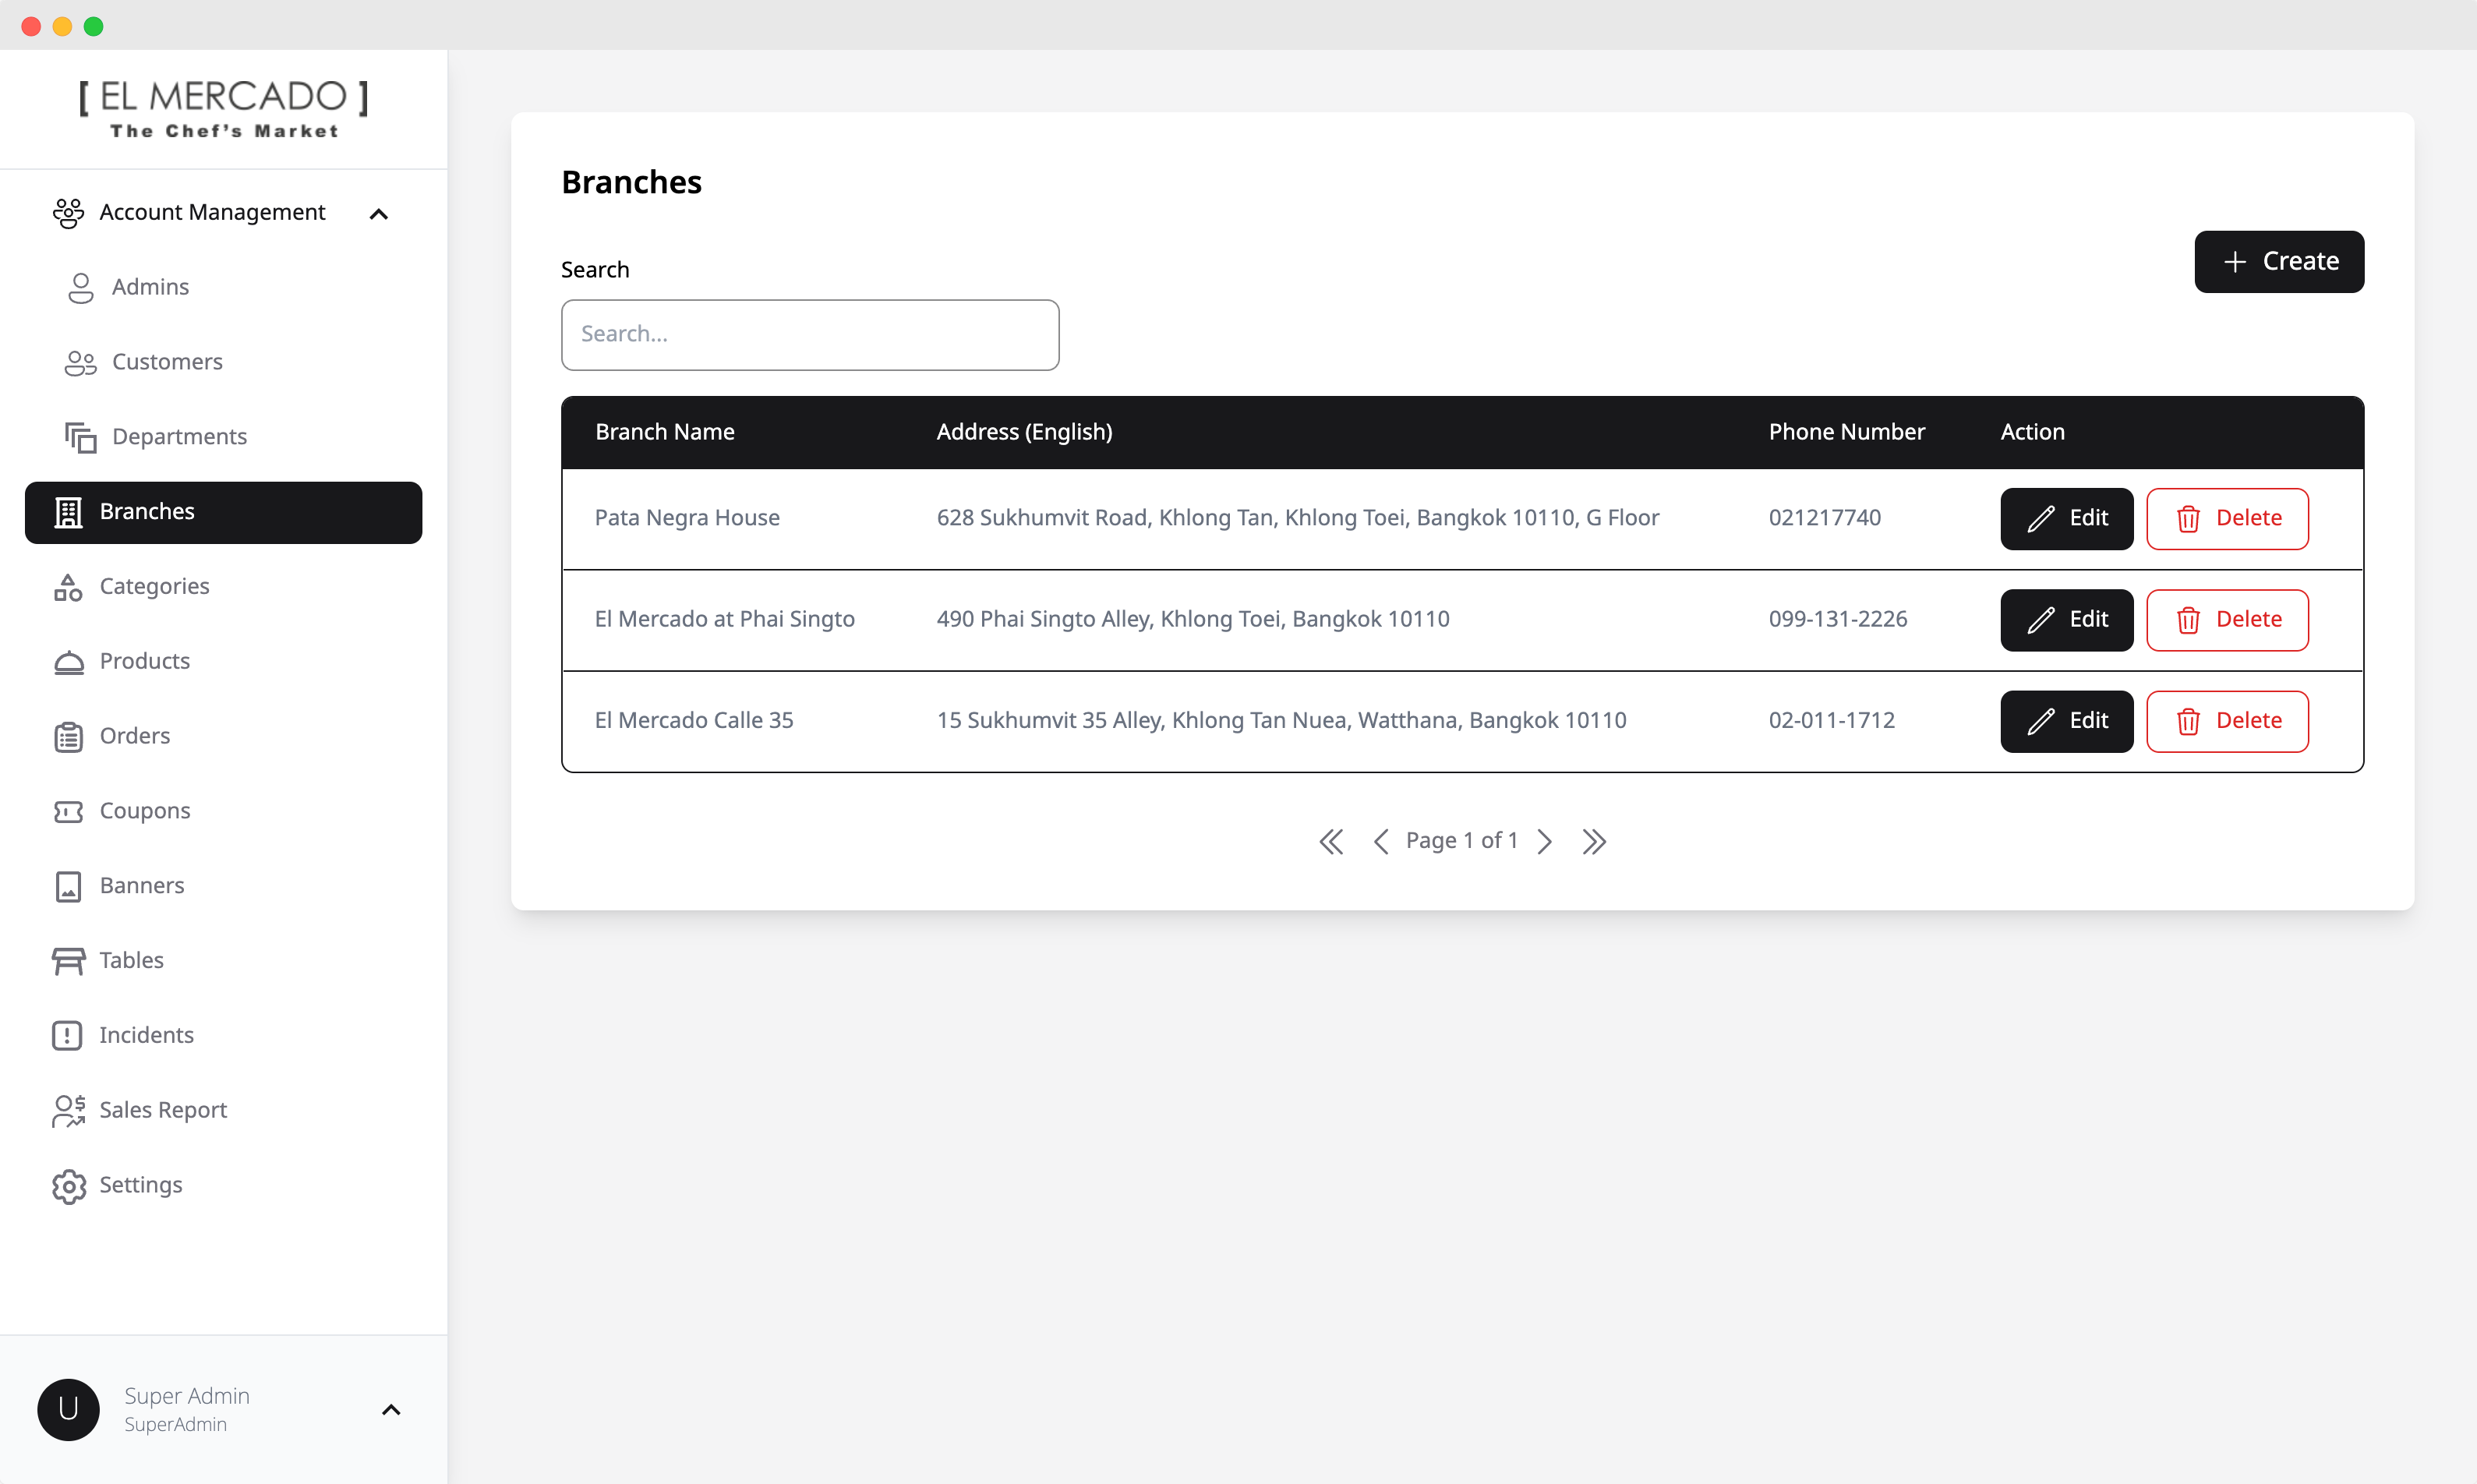 [ EL MERCADO ]
The Chef's Market
Account Management
Admins
Customers
Departments
Branches
Categories
Products
Orders
Coupons
Banners
Tables
Incidents
Sales Report
Settings
U
Super Admin
SuperAdmin
Branches
Search
Search...
Create
Branch Name Address (English) Phone Number Action
Pata Negra House 628 Sukhumvit Road, Khlong Tan, Khlong Toei, Bangkok 10110, G Floor 021217740 Edit Delete
El Mercado at Phai Singto 490 Phai Singto Alley, Khlong Toei, Bangkok 10110 099-131-2226 Edit Delete
El Mercado Calle 35 15 Sukhumvit 35 Alley, Khlong Tan Nuea, Watthana, Bangkok 10110 02-011-1712 Edit Delete
Page 1 of 1